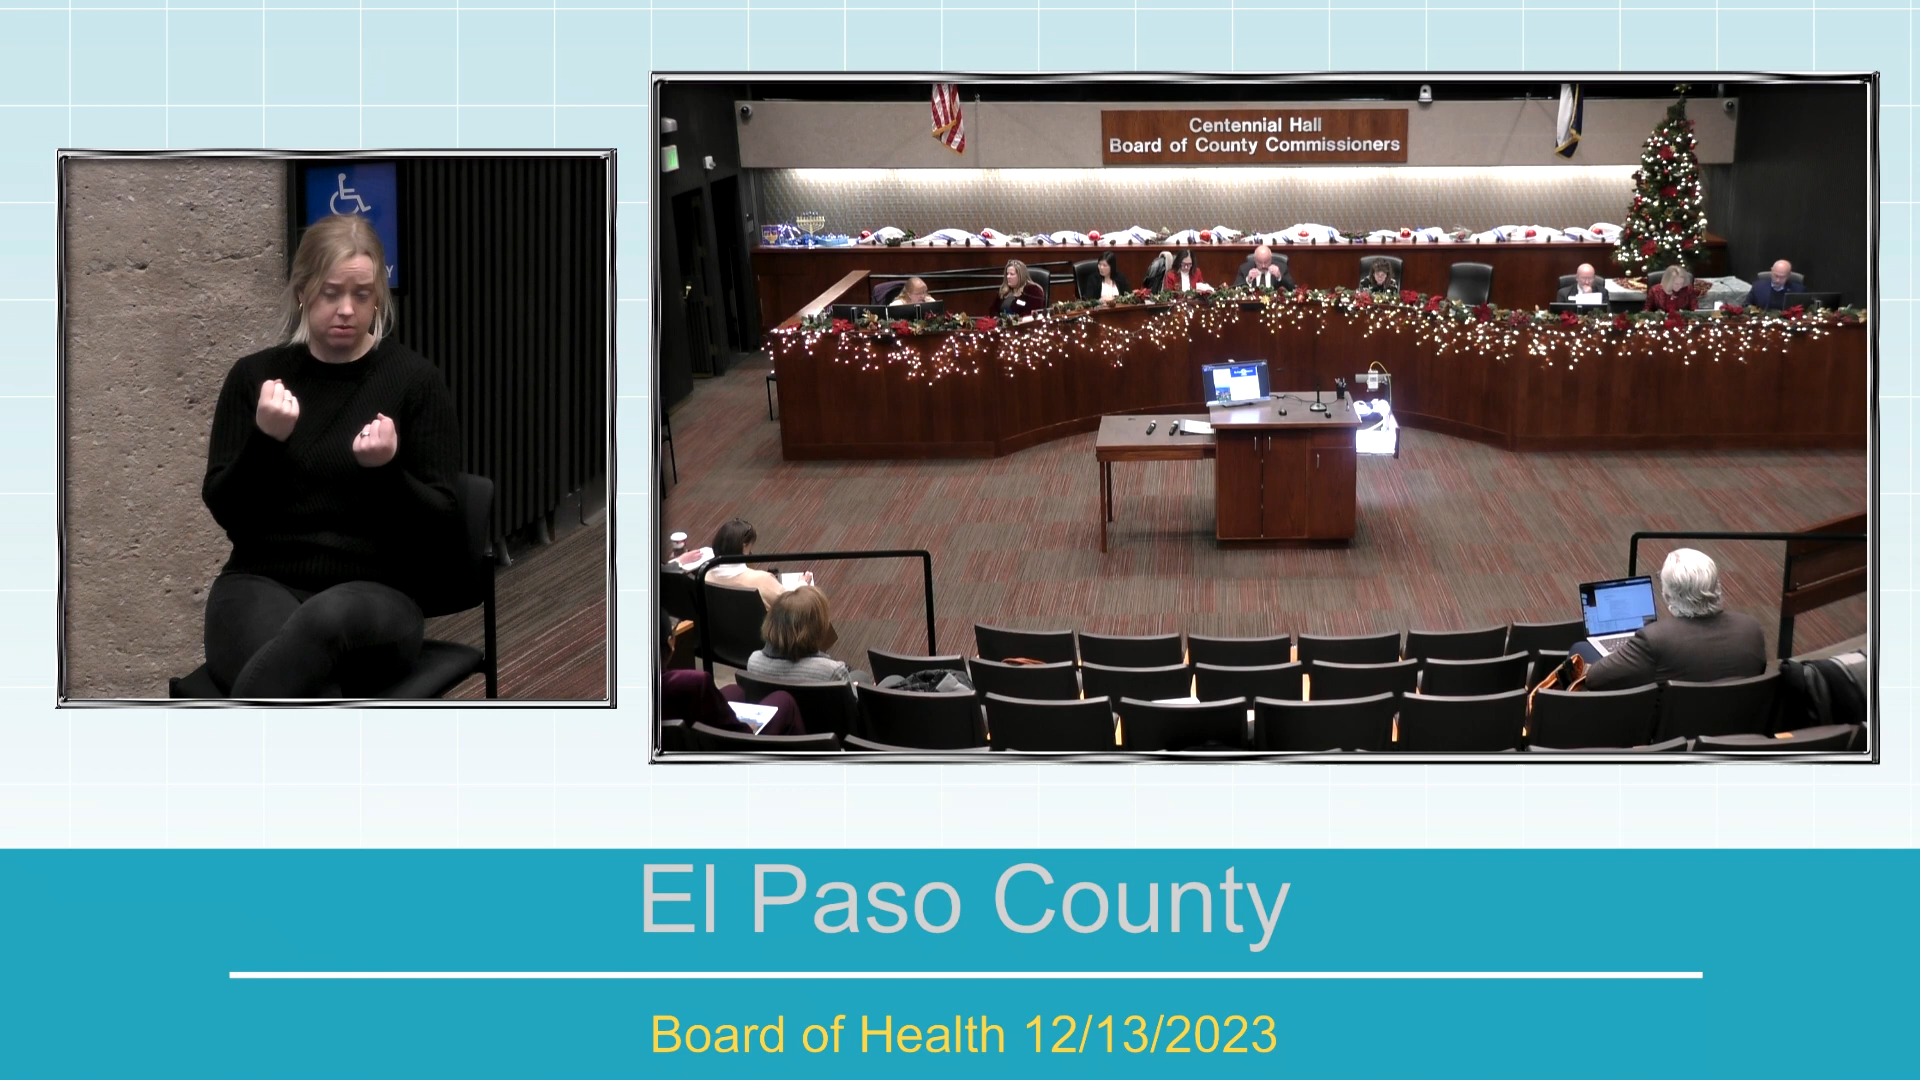 Centennial Hall
Board of County Commissioners
El Paso County
Board of Health 12/13/2023